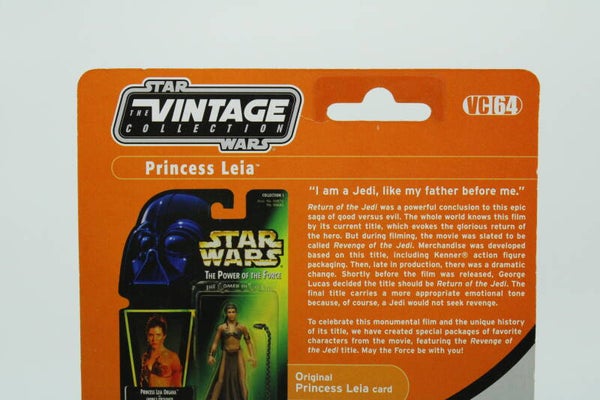 STAR
THE VINTAGE
COLLECTION
WARS
VC 64
Princess Leia™
"I am a Jedi, like my father before me."
Return of the Jedi was a powerful conclusion to this epic
saga of good versus evil. The whole world knows this film
by its current title, which evokes the glorious return of
the hero. But during filming, the movie was slated to be
called Revenge of the Jedi. Merchandise was developed
based on this title, including Kenner® action figure
packaging. Then, late in production, there was a dramatic
change. Shortly before the film was released, George
Lucas decided the title should be Return of the Jedi. The
final title carries a more appropriate emotional tone
because, of course, a Jedi would not seek revenge.
To celebrate this monumental film and the unique history
of its title, we have created special packages of favorite
characters from the movie, featuring the Revenge of
the Jedi title. May the Force be with you!
COLLECTION 1
STAR
WARS
THE POWER OF THE FORCE
PRINCESS LEIA ORGANA
Original
Princess Leia card